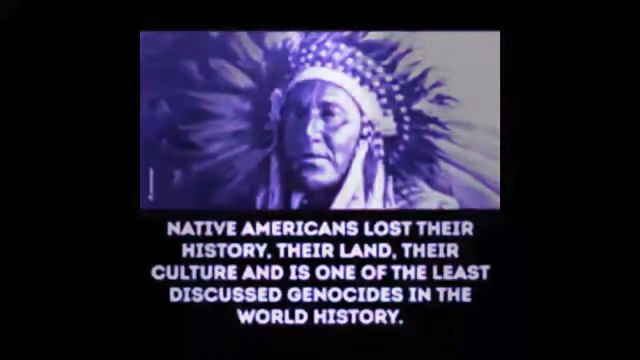 NATIVE AMERICANS LOST THEIR
HISTORY, THEIR LAND, THEIR
CULTURE AND IS ONE OF THE LEAST
DISCUSSED GENOCIDES IN THE
WORLD HISTORY.